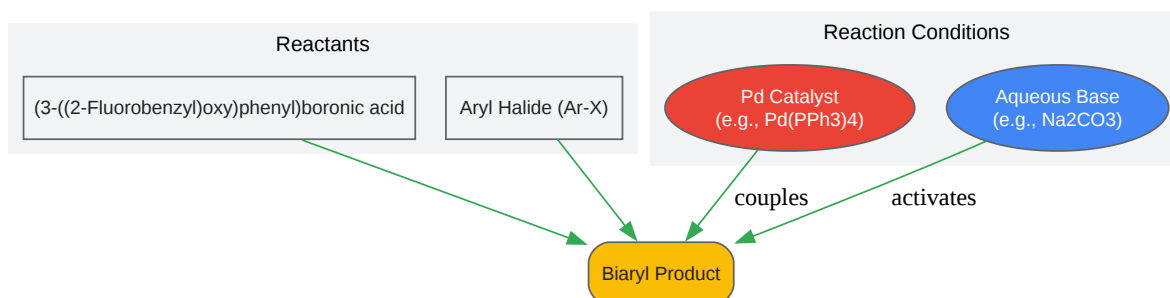 Reactants
Reaction Conditions
(3-((2-Fluorobenzyl)oxy)phenyl)boronic acid
Aryl Halide (Ar-X)
Pd Catalyst
(e.g., Pd(PPh3)4)
Aqueous Base
(e.g., Na2CO3)
couples
activates
Biaryl Product